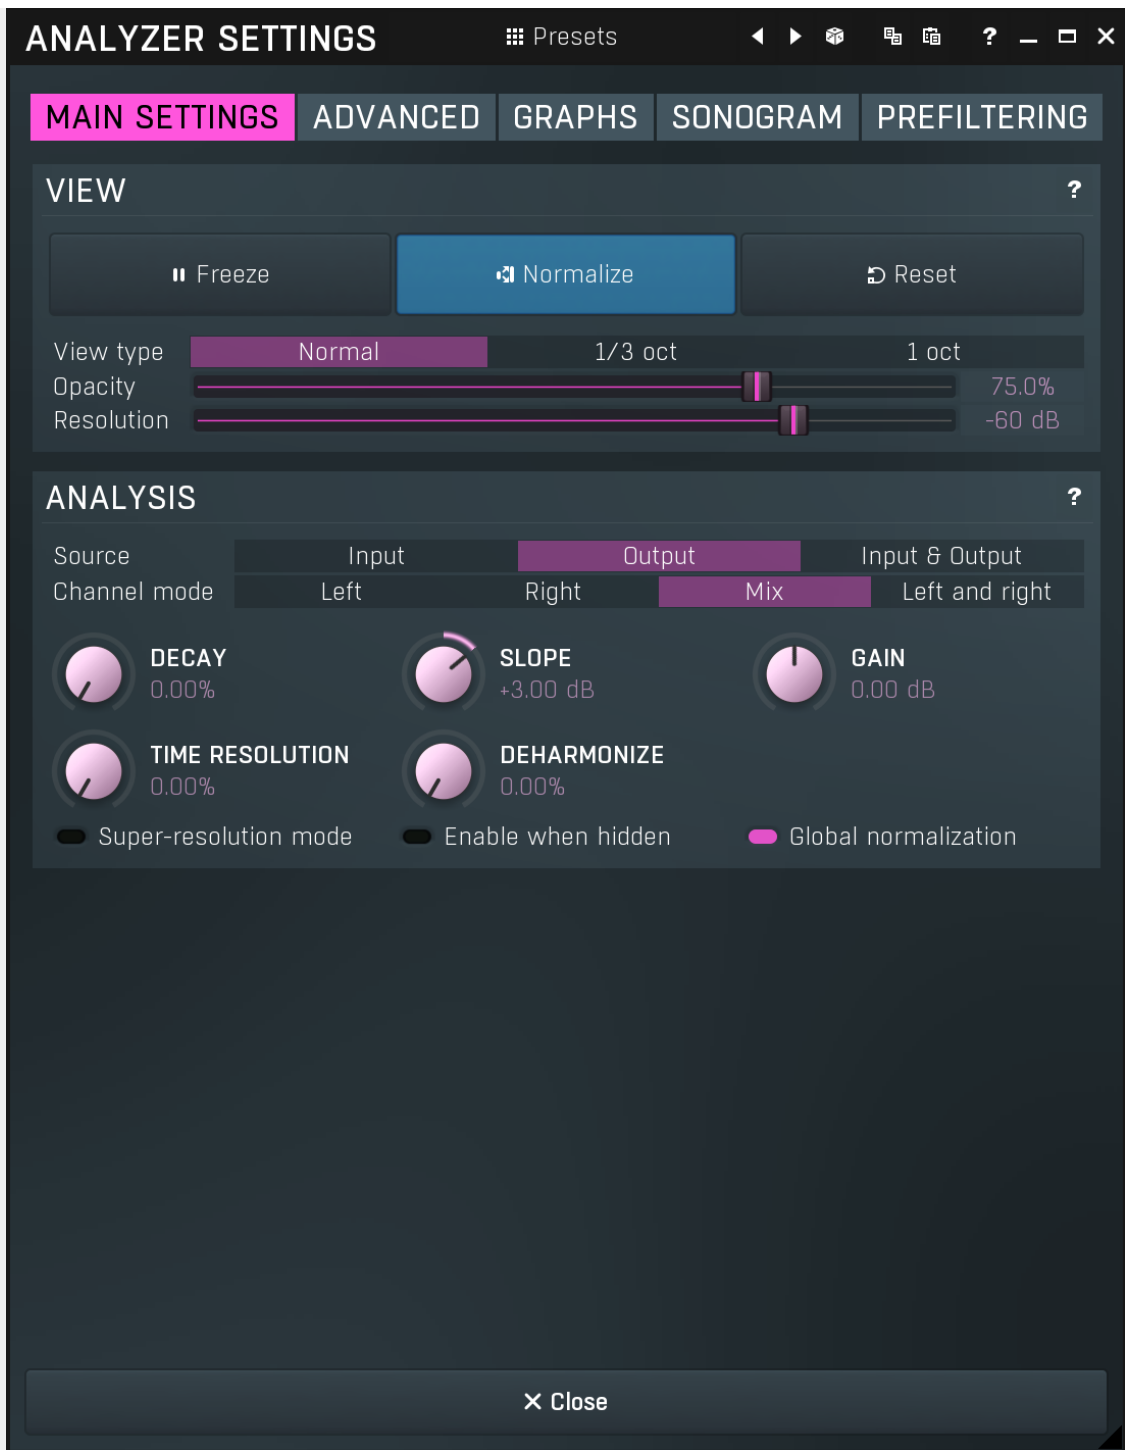 ANALYZER SETTINGS Presets ?
MAIN SETTINGS ADVANCED GRAPHS SONOGRAM PREFILTERING
VIEW ?
Freeze Normalize Reset
View type Normal 1/3 oct 1 oct
Opacity 75.0%
Resolution -60 dB
ANALYSIS ?
Source Input Output Input & Output
Channel mode Left Right Mix Left and right
DECAY SLOPE GAIN
0.00% +3.00 dB 0.00 dB
TIME RESOLUTION DEHARMONIZE
0.00% 0.00%
Super-resolution mode Enable when hidden Global normalization
Close